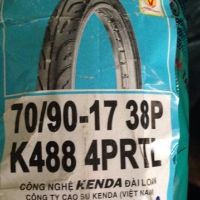 70/90-17 38P
K488 4PRTL
CÔNG NGHỆ KENDA ĐÀI LOAN
CÔNG TY CAO SU KENDA (VIỆT NAM)